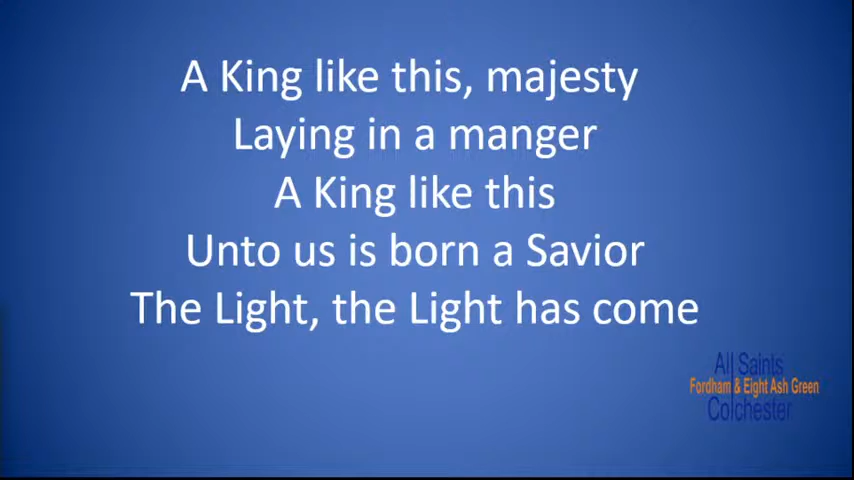 A King like this, majesty
Laying in a manger
A King like this
Unto us is born a Savior
The Light, the Light has come
All Saints
Fordham & Eight Ash Green
Colchester